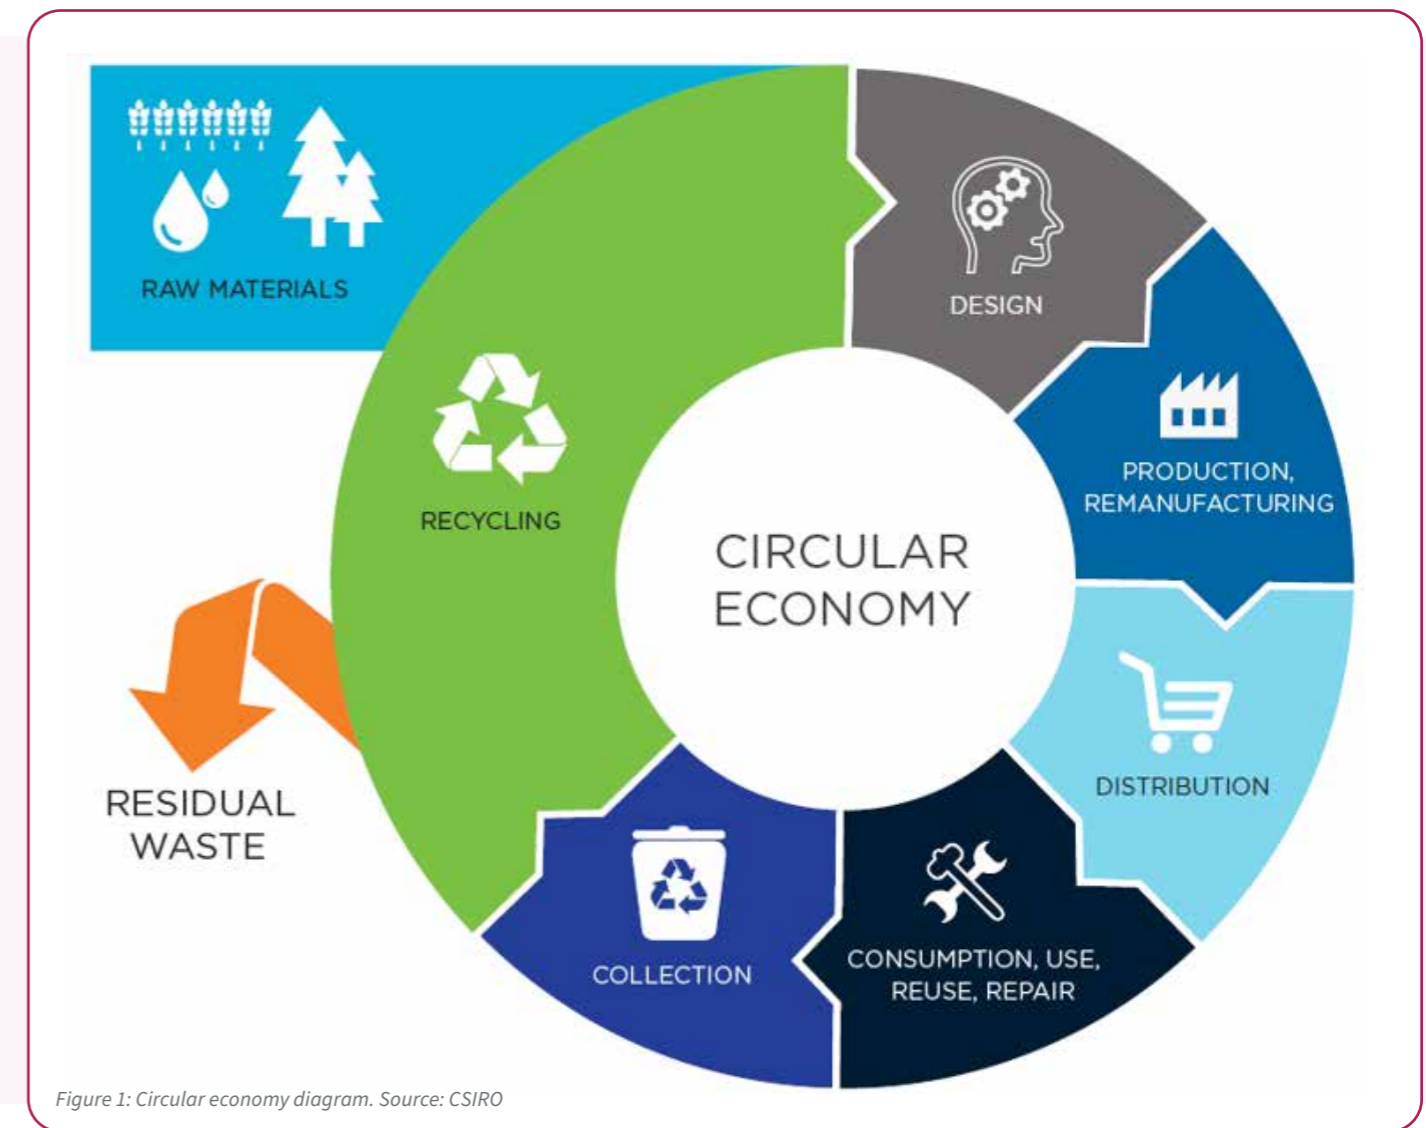 RAW MATERIALS
DESIGN
PRODUCTION,
REMANUFACTURING
RECYCLING
CIRCULAR
ECONOMY
DISTRIBUTION
RESIDUAL
WASTE
COLLECTION
CONSUMPTION, USE,
REUSE, REPAIR
Figure 1: Circular economy diagram. Source: CSIRO